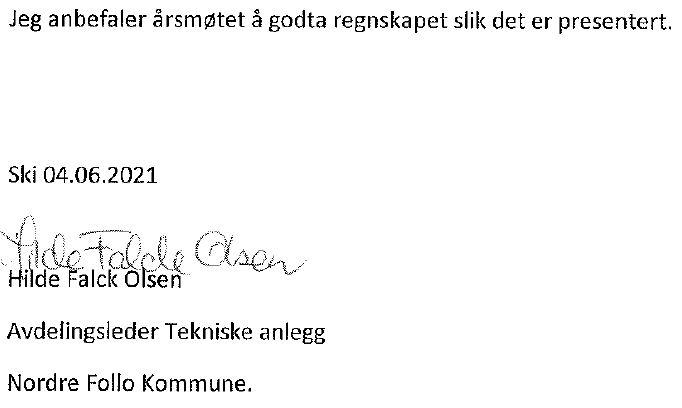 Jeg anbefaler årsmøtet å godta regnskapet slik det er presentert.
Ski 04.06.2021
Hilde Falck Olsen
Hilde Falck Olsen
Avdelingsleder Tekniske anlegg
Nordre Follo Kommune.